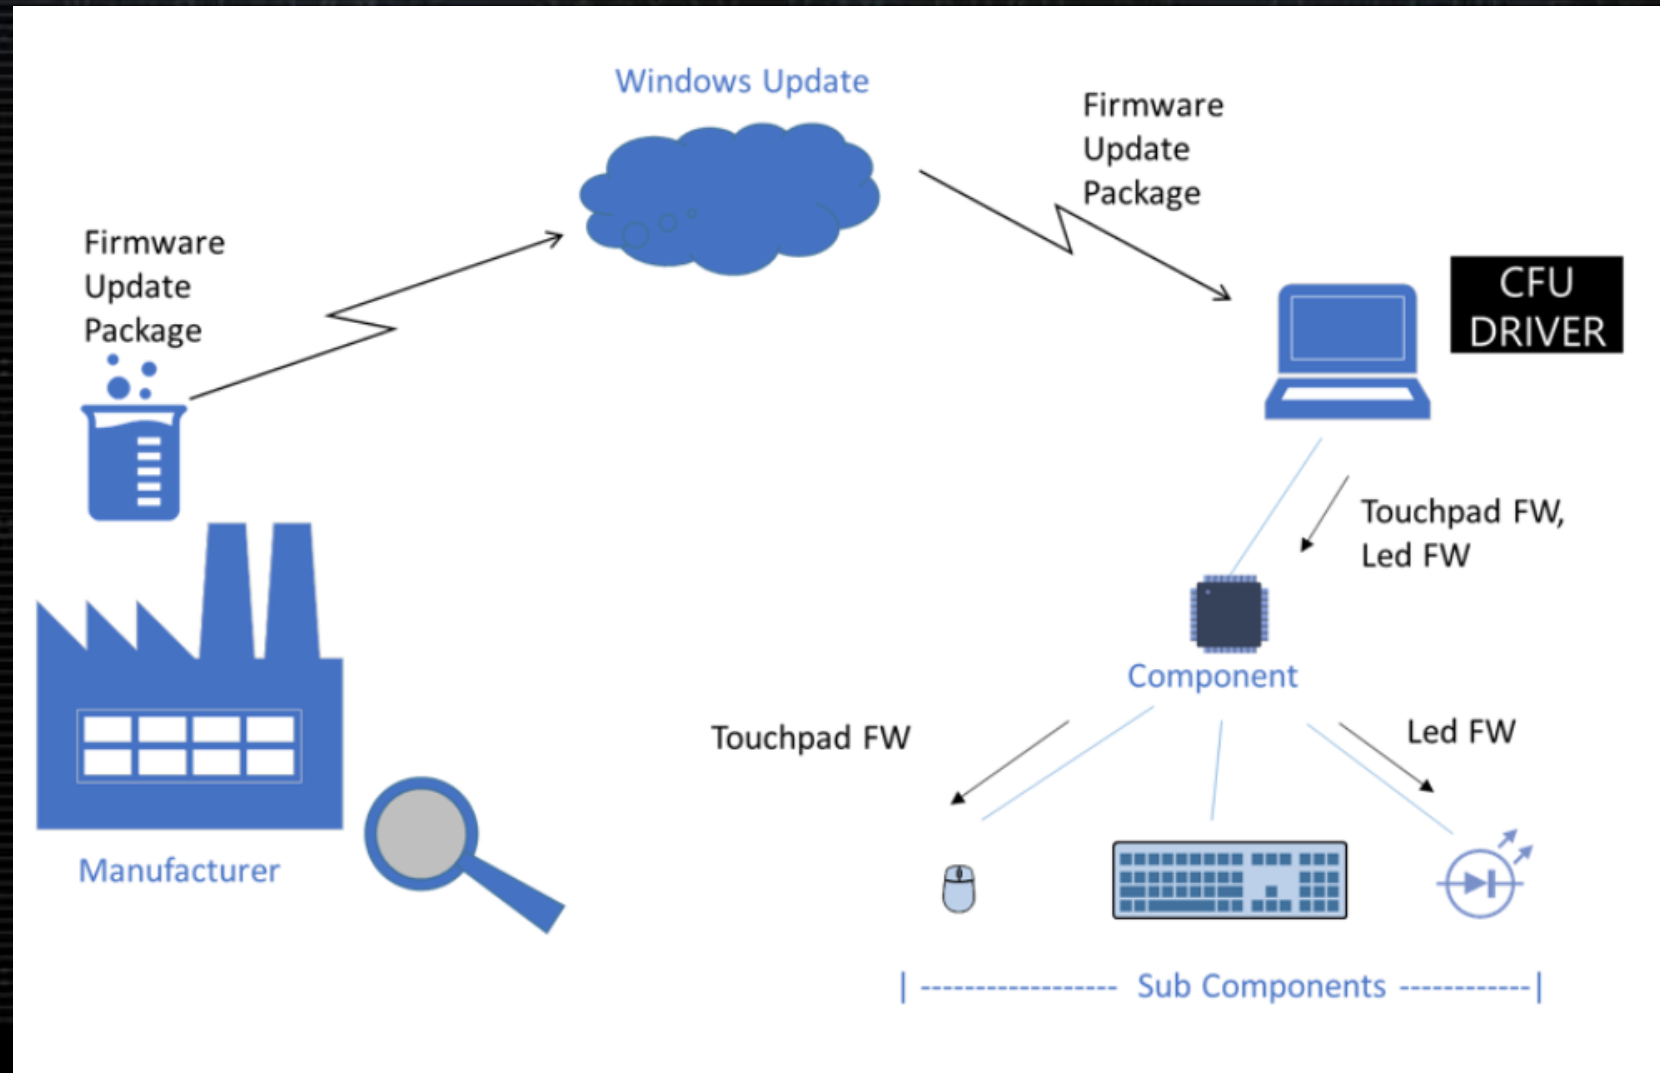 Windows Update
Firmware
Update
Package
Firmware
Update
Package
CFU
DRIVER
Touchpad FW,
Led FW
Component
Touchpad FW
Led FW
Manufacturer
| ------------------ Sub Components ------------|